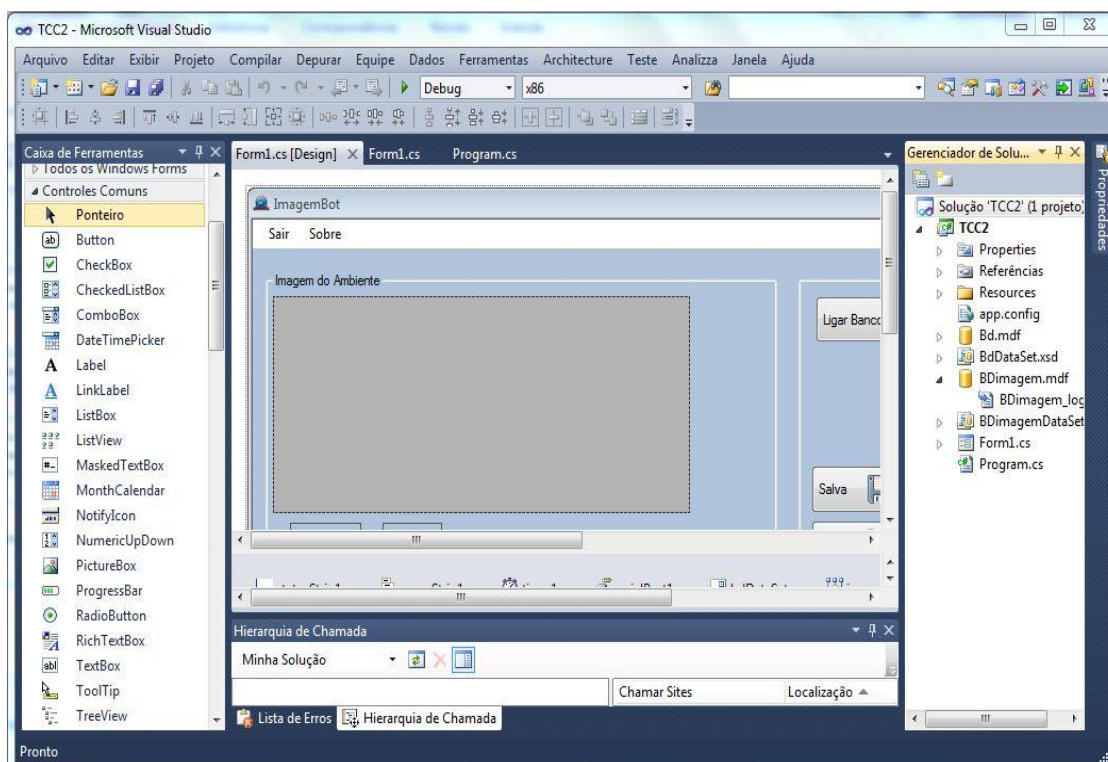 TCC2 - Microsoft Visual Studio
Arquivo Editar Exibir Projeto Compilar Depurar Equipe Dados Ferramentas Architecture Teste Analizza Janela Ajuda
Debug x86
Caixa de Ferramentas
Todos os Windows Forms
Controles Comuns
Ponteiro
Button
CheckBox
CheckedListBox
ComboBox
DateTimePicker
Label
LinkLabel
ListBox
ListView
MaskedTextBox
MonthCalendar
NotifyIcon
NumericUpDown
PictureBox
ProgressBar
RadioButton
RichTextBox
TextBox
ToolTip
TreeView
Form1.cs [Design] Form1.cs Program.cs
ImagemBot
Sair Sobre
Imagem do Ambiente
Ligar Banco
Salva
Hierarquia de Chamada
Minha Solução
Chamar Sites Localização
Lista de Erros Hierarquia de Chamada
Gerenciador de Solu...
Solução 'TCC2' (1 projeto)
TCC2
Properties
Referências
Resources
app.config
Bd.mdf
BdDataSet.xsd
BDimagem.mdf
BDimagem_log
BDimagemDataSet
Form1.cs
Program.cs
Propriedades
Pronto